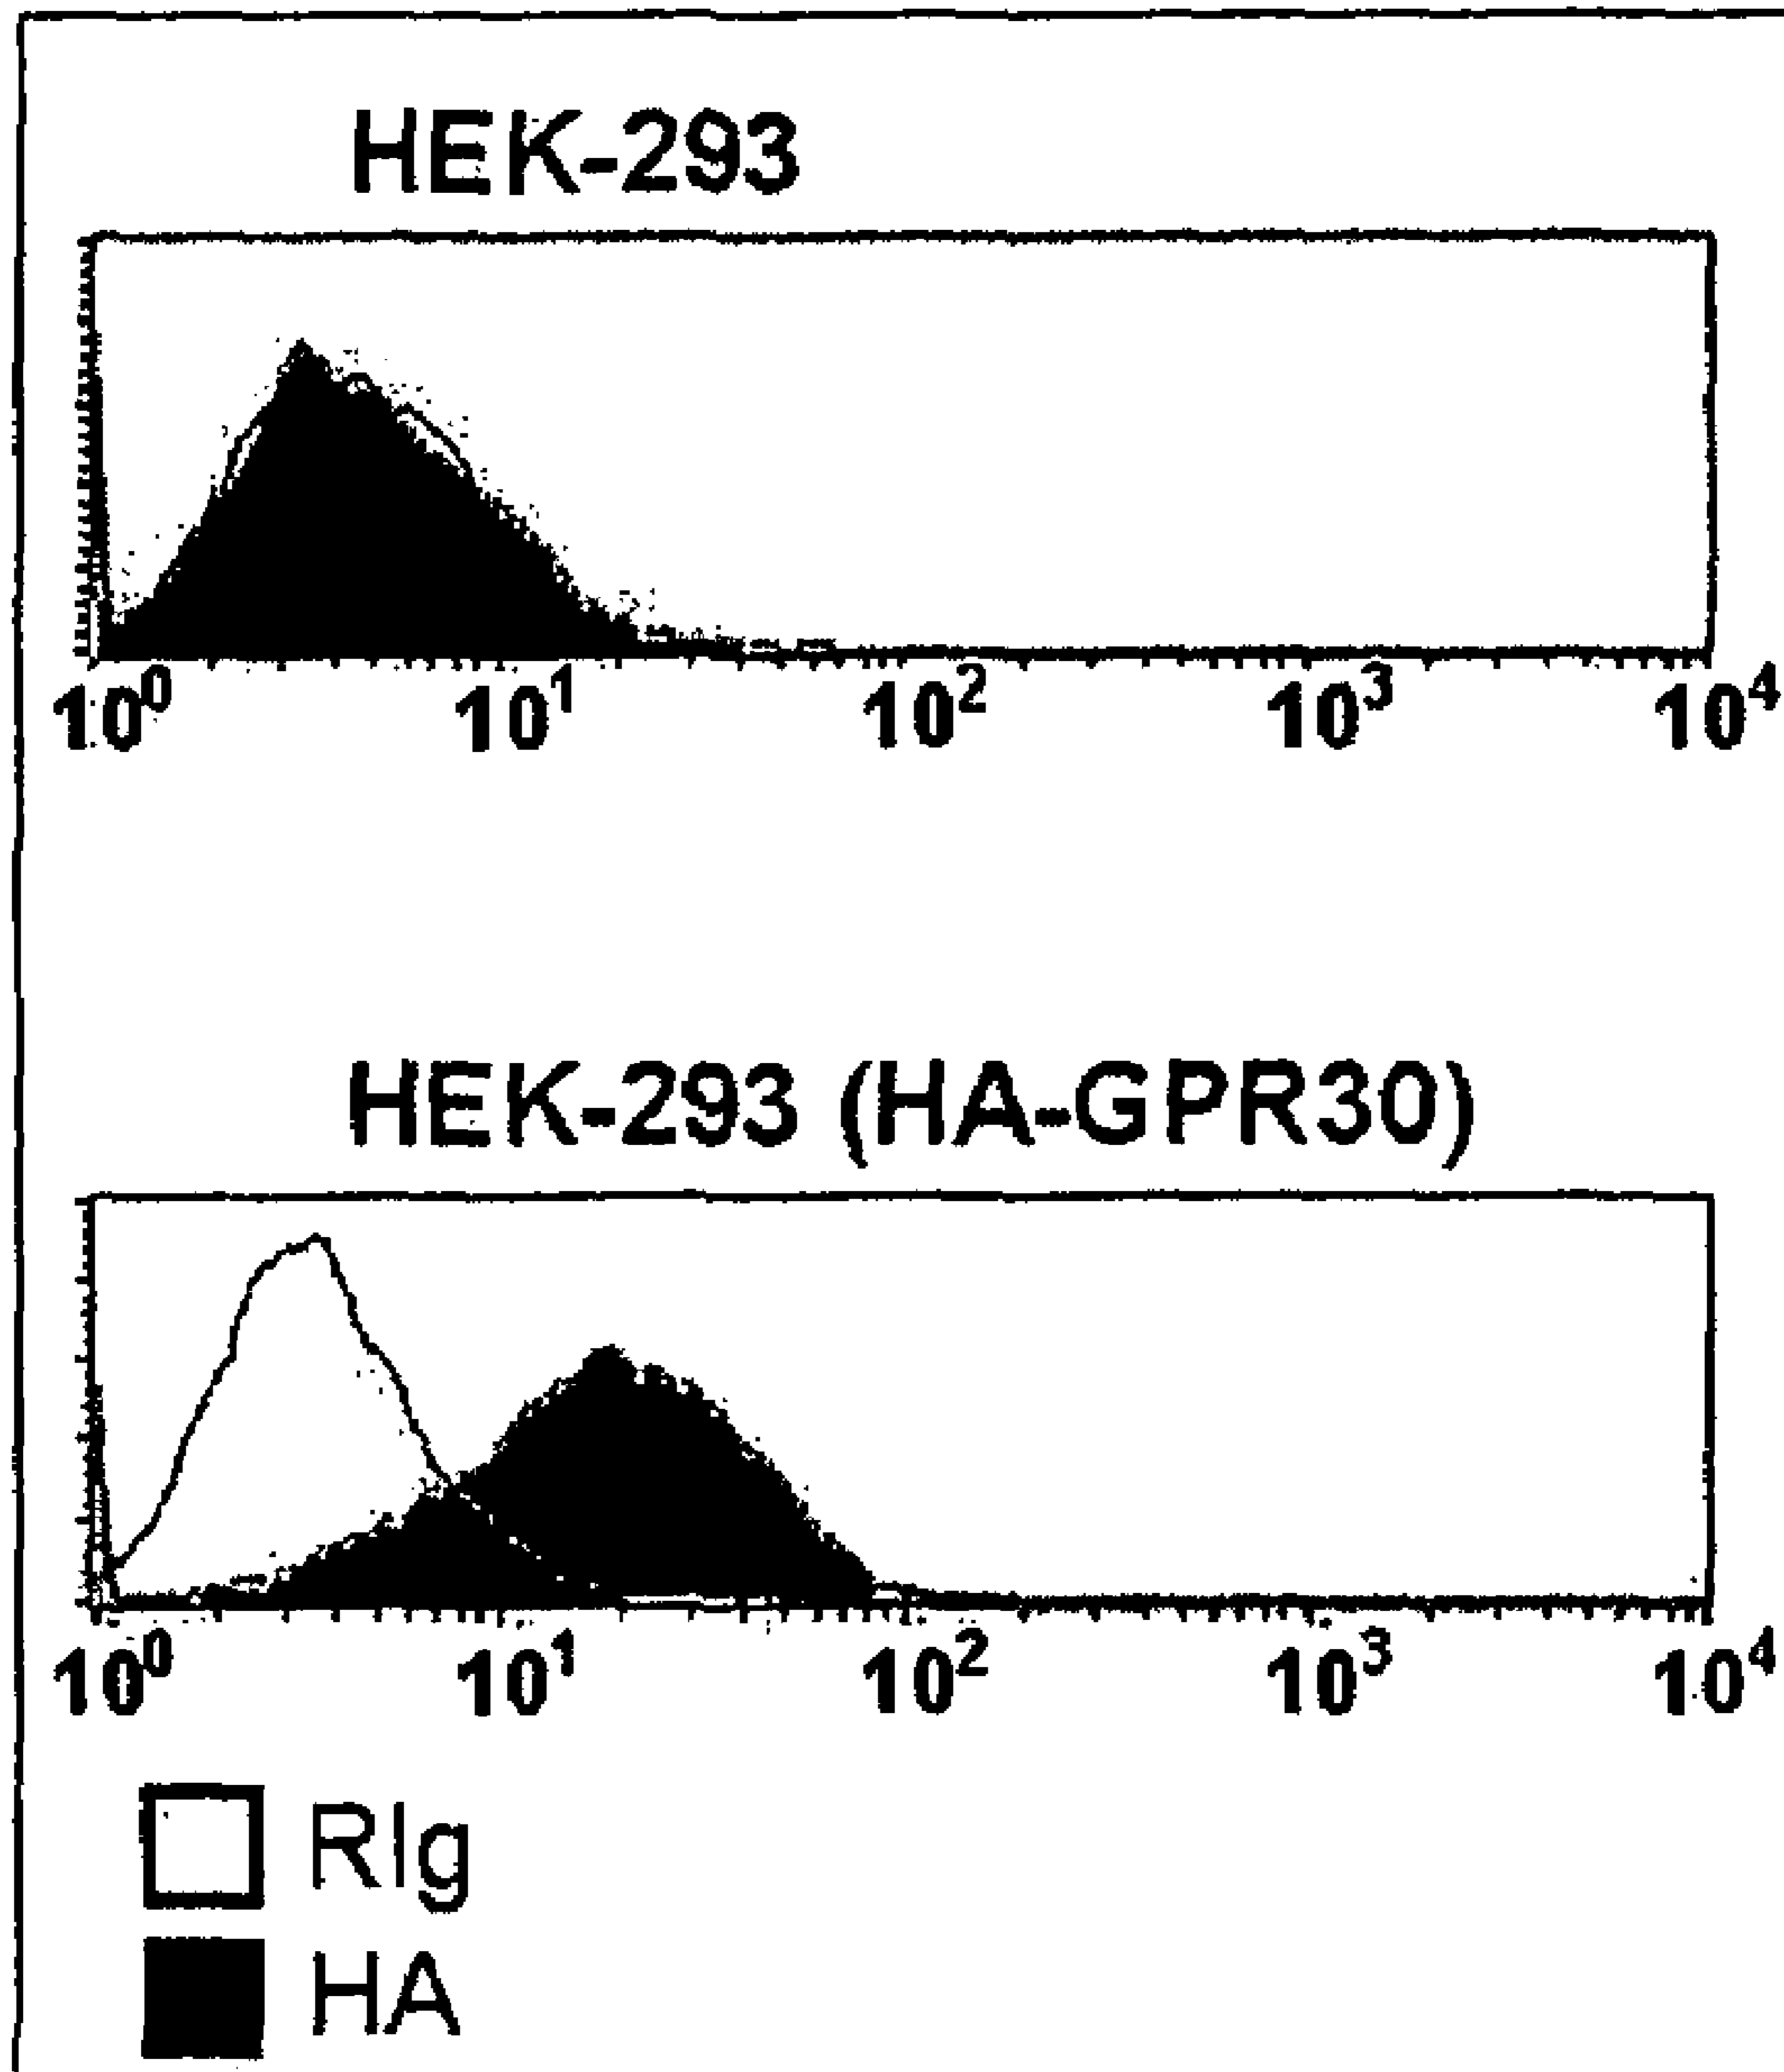 HEK-293
10⁰ 10¹ 10² 10³ 10⁴
HEK-293 (HA-GPR30)
10⁰ 10¹ 10² 10³ 10⁴
RIg
HA